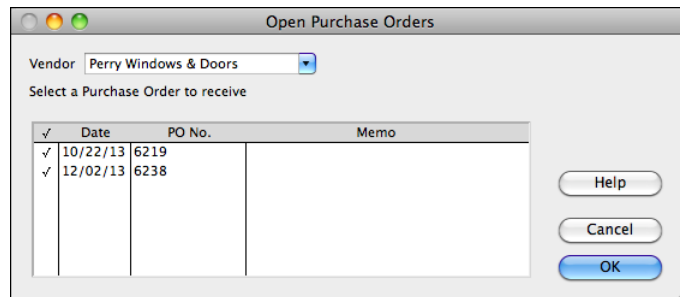 Open Purchase Orders
Vendor Perry Windows & Doors
Select a Purchase Order to receive
√ Date PO No. Memo
√ 10/22/13 6219
√ 12/02/13 6238
Help
Cancel
OK